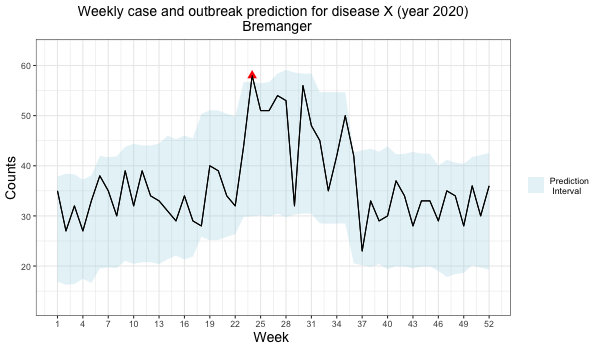 Weekly case and outbreak prediction for disease X (year 2020)
Bremanger
Counts
60
50
40
30
20
1 4 7 10 13 16 19 22 25 28 31 34 37 40 43 46 49 52
Week
Prediction
Interval